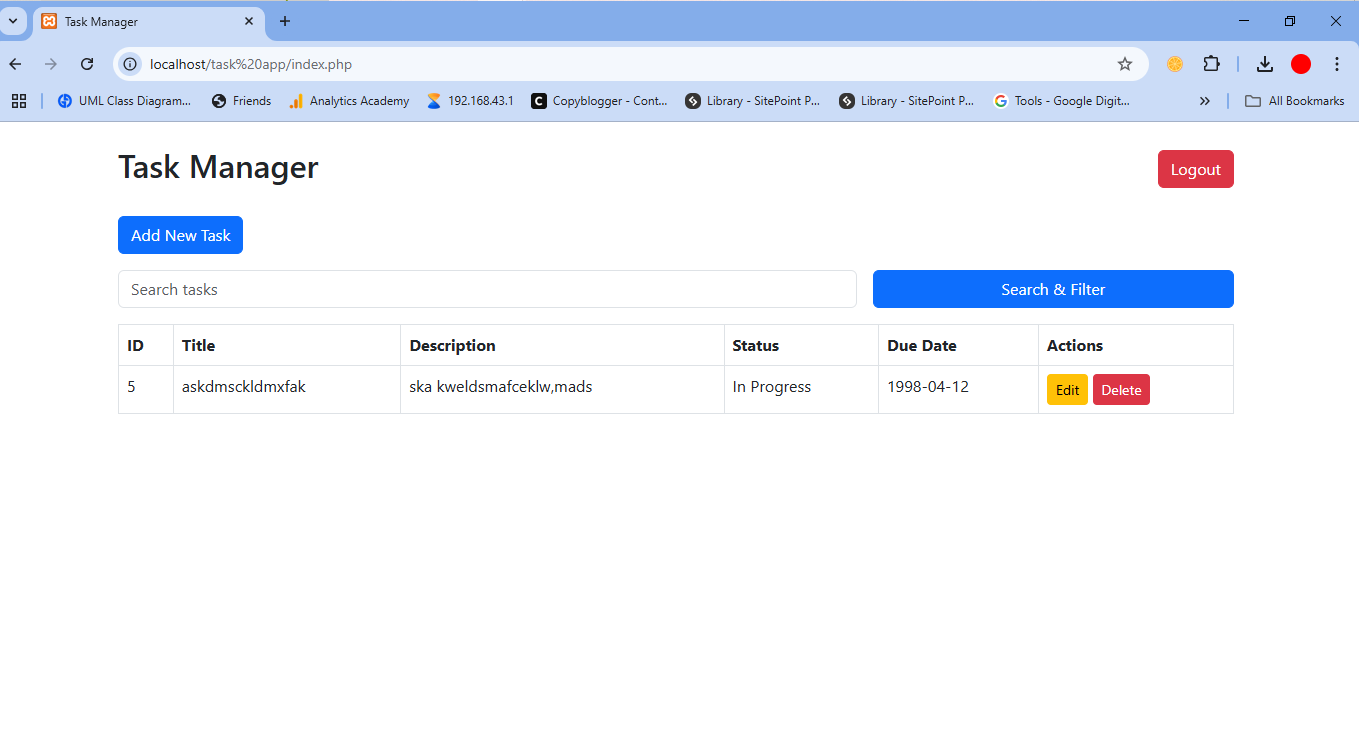 Task Manager
localhost/task%20app/index.php
UML Class Diagram... Friends Analytics Academy 192.168.43.1 Copyblogger - Cont... Library - SitePoint P... Library - SitePoint P... Tools - Google Digit... All Bookmarks
Task Manager Logout
Add New Task
Search tasks Search & Filter
ID Title Description Status Due Date Actions
5 askdmsckldmxfak ska kweldsmafceklw,mads In Progress 1998-04-12 Edit Delete